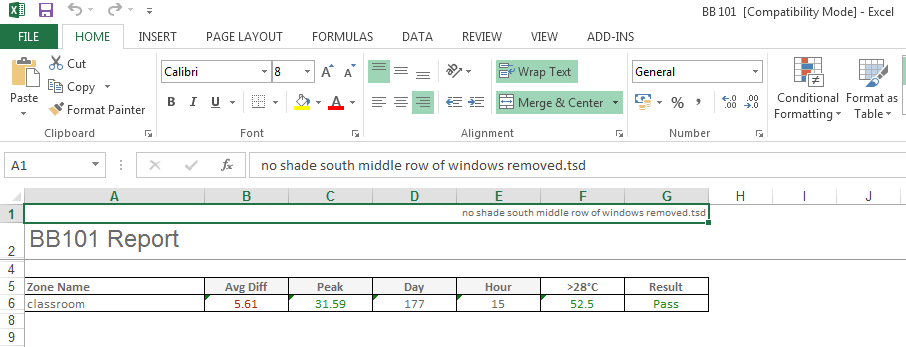 BB 101 [Compatibility Mode] - Excel
FILE HOME INSERT PAGE LAYOUT FORMULAS DATA REVIEW VIEW ADD-INS
Paste
Cut
Copy
Format Painter
Clipboard
Calibri 8
B I U
Font
Wrap Text
Merge & Center
Alignment
General
% ,
Number
Conditional Formatting
Format as Table
A1 fx no shade south middle row of windows removed.tsd
A B C D E F G H I J
1 no shade south middle row of windows removed.tsd
2 BB101 Report
4
5 Zone Name Avg Diff Peak Day Hour >28°C Result
6 classroom 5.61 31.59 177 15 52.5 Pass
8
9